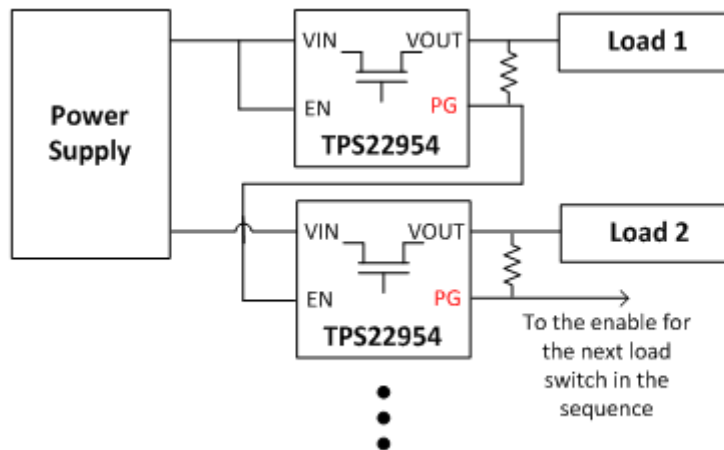 Power
Supply
VIN
VOUT
EN
PG
TPS22954
Load 1
VIN
VOUT
EN
PG
TPS22954
Load 2
To the enable for
the next load
switch in the
sequence